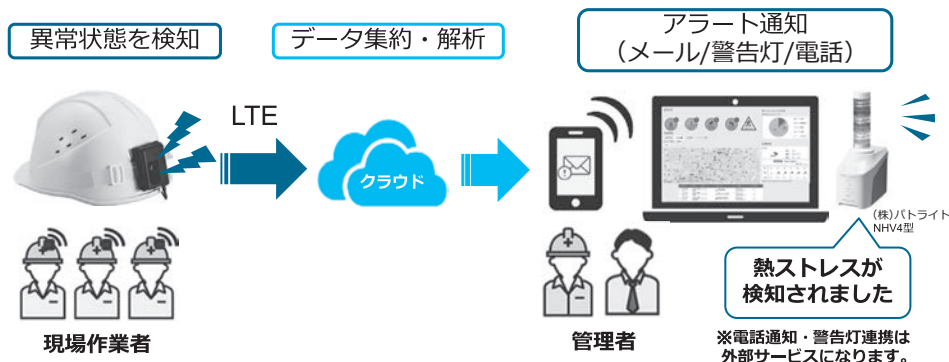 異常状態を検知
データ集約・解析
アラート通知
（メール/警告灯/電話）
LTE
クラウド
(株)パトライト
NHV4型
熱ストレスが
検知されました
現場作業者
管理者
※電話通知・警告灯連携は
外部サービスになります。